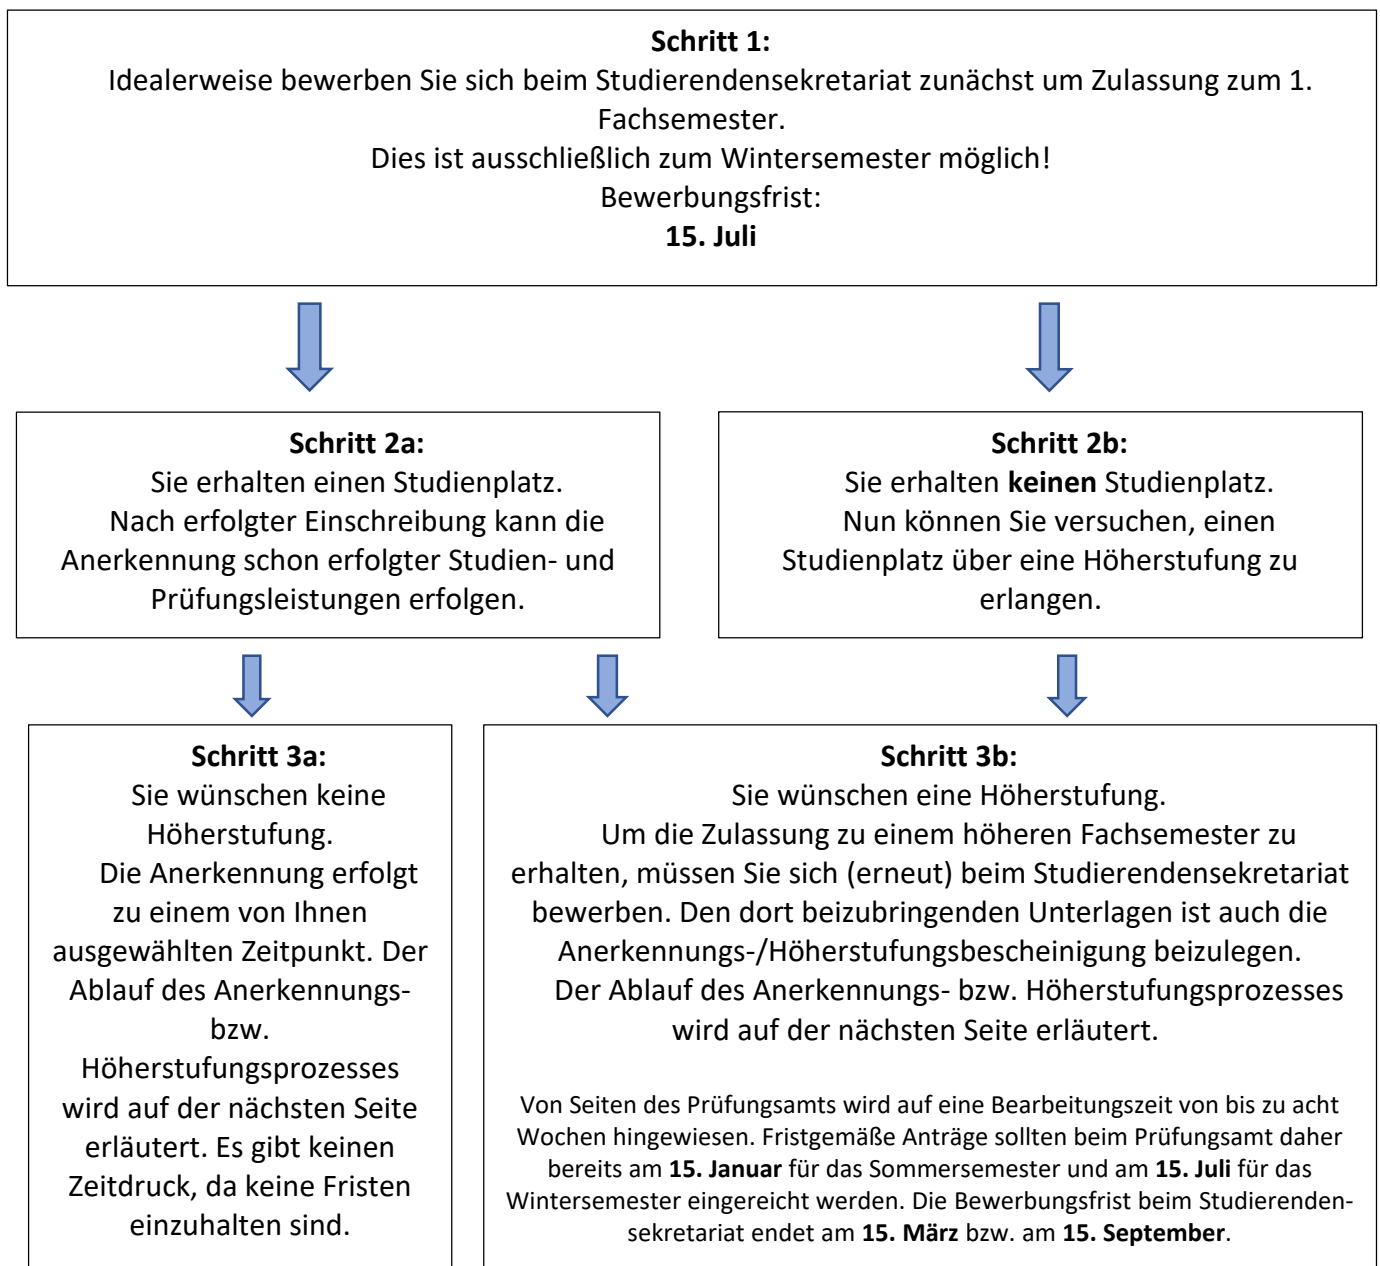 Schritt 1:
Idealerweise bewerben Sie sich beim Studierendensekretariat zunächst um Zulassung zum 1.
Fachsemester.
Dies ist ausschließlich zum Wintersemester möglich!
Bewerbungsfrist:
15. Juli
Schritt 2a:
Sie erhalten einen Studienplatz.
Nach erfolgter Einschreibung kann die
Anerkennung schon erfolgter Studien- und
Prüfungsleistungen erfolgen.
Schritt 2b:
Sie erhalten keinen Studienplatz.
Nun können Sie versuchen, einen
Studienplatz über eine Höherstufung zu
erlangen.
Schritt 3a:
Sie wünschen keine
Höherstufung.
Die Anerkennung erfolgt
zu einem von Ihnen
ausgewählten Zeitpunkt. Der
Ablauf des Anerkennungs-
bzw.
Höherstufungsprozesses
wird auf der nächsten Seite
erläutert. Es gibt keinen
Zeitdruck, da keine Fristen
einzuhalten sind.
Schritt 3b:
Sie wünschen eine Höherstufung.
Um die Zulassung zu einem höheren Fachsemester zu
erhalten, müssen Sie sich (erneut) beim Studierendensekretariat
bewerben. Den dort beizubringenden Unterlagen ist auch die
Anerkennungs-/Höherstufungsbescheinigung beizulegen.
Der Ablauf des Anerkennungs- bzw. Höherstufungsprozesses
wird auf der nächsten Seite erläutert.
Von Seiten des Prüfungsamts wird auf eine Bearbeitungszeit von bis zu acht
Wochen hingewiesen. Fristgemäße Anträge sollten beim Prüfungsamt daher
bereits am 15. Januar für das Sommersemester und am 15. Juli für das
Wintersemester eingereicht werden. Die Bewerbungsfrist beim Studierenden-
sekretariat endet am 15. März bzw. am 15. September.